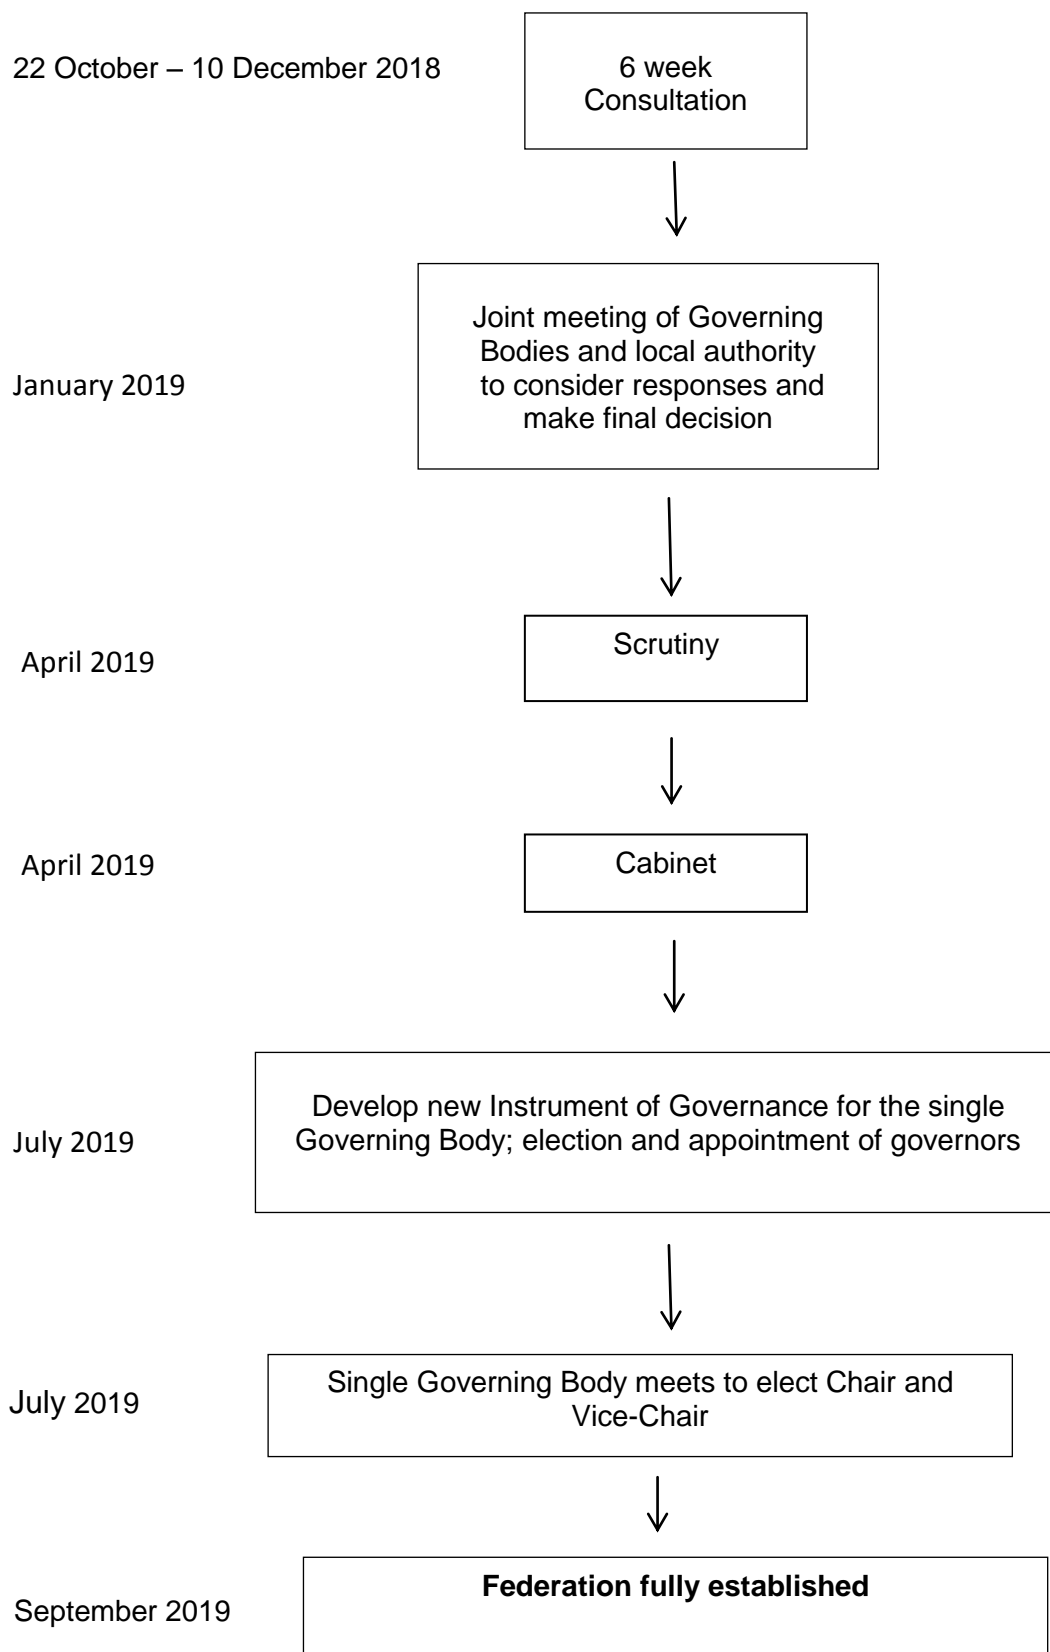 22 October – 10 December 2018
6 week
Consultation
January 2019
Joint meeting of Governing
Bodies and local authority
to consider responses and
make final decision
April 2019
Scrutiny
April 2019
Cabinet
July 2019
Develop new Instrument of Governance for the single
Governing Body; election and appointment of governors
July 2019
Single Governing Body meets to elect Chair and
Vice-Chair
September 2019
Federation fully established